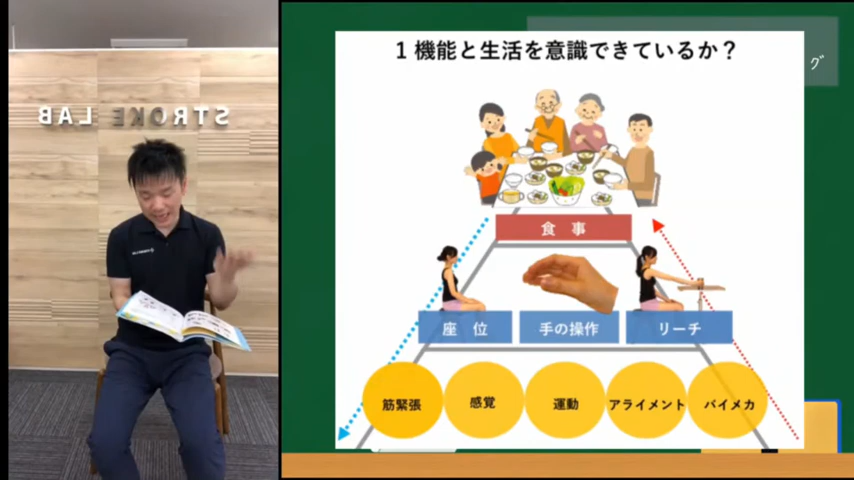 STROKE LAB
１機能と生活を意識できているか？
グ
食 事
座 位
手の操作
リーチ
筋緊張
感覚
運動
アライメント
バイメカ